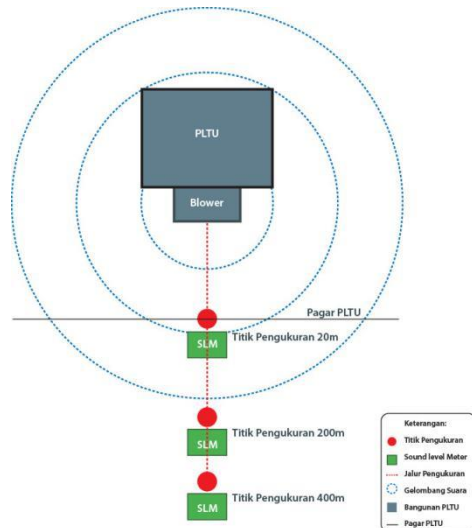 PLTU
Blower
Pagar PLTU
SLM
Titik Pengukuran 20m
Titik Pengukuran 200m
SLM
Titik Pengukuran 400m
SLM
Keterangan:
Titik Pengukuran
Sound level Meter
Jalur Pengukuran
Gelombang Suara
Bangunan PLTU
Pagar PLTU